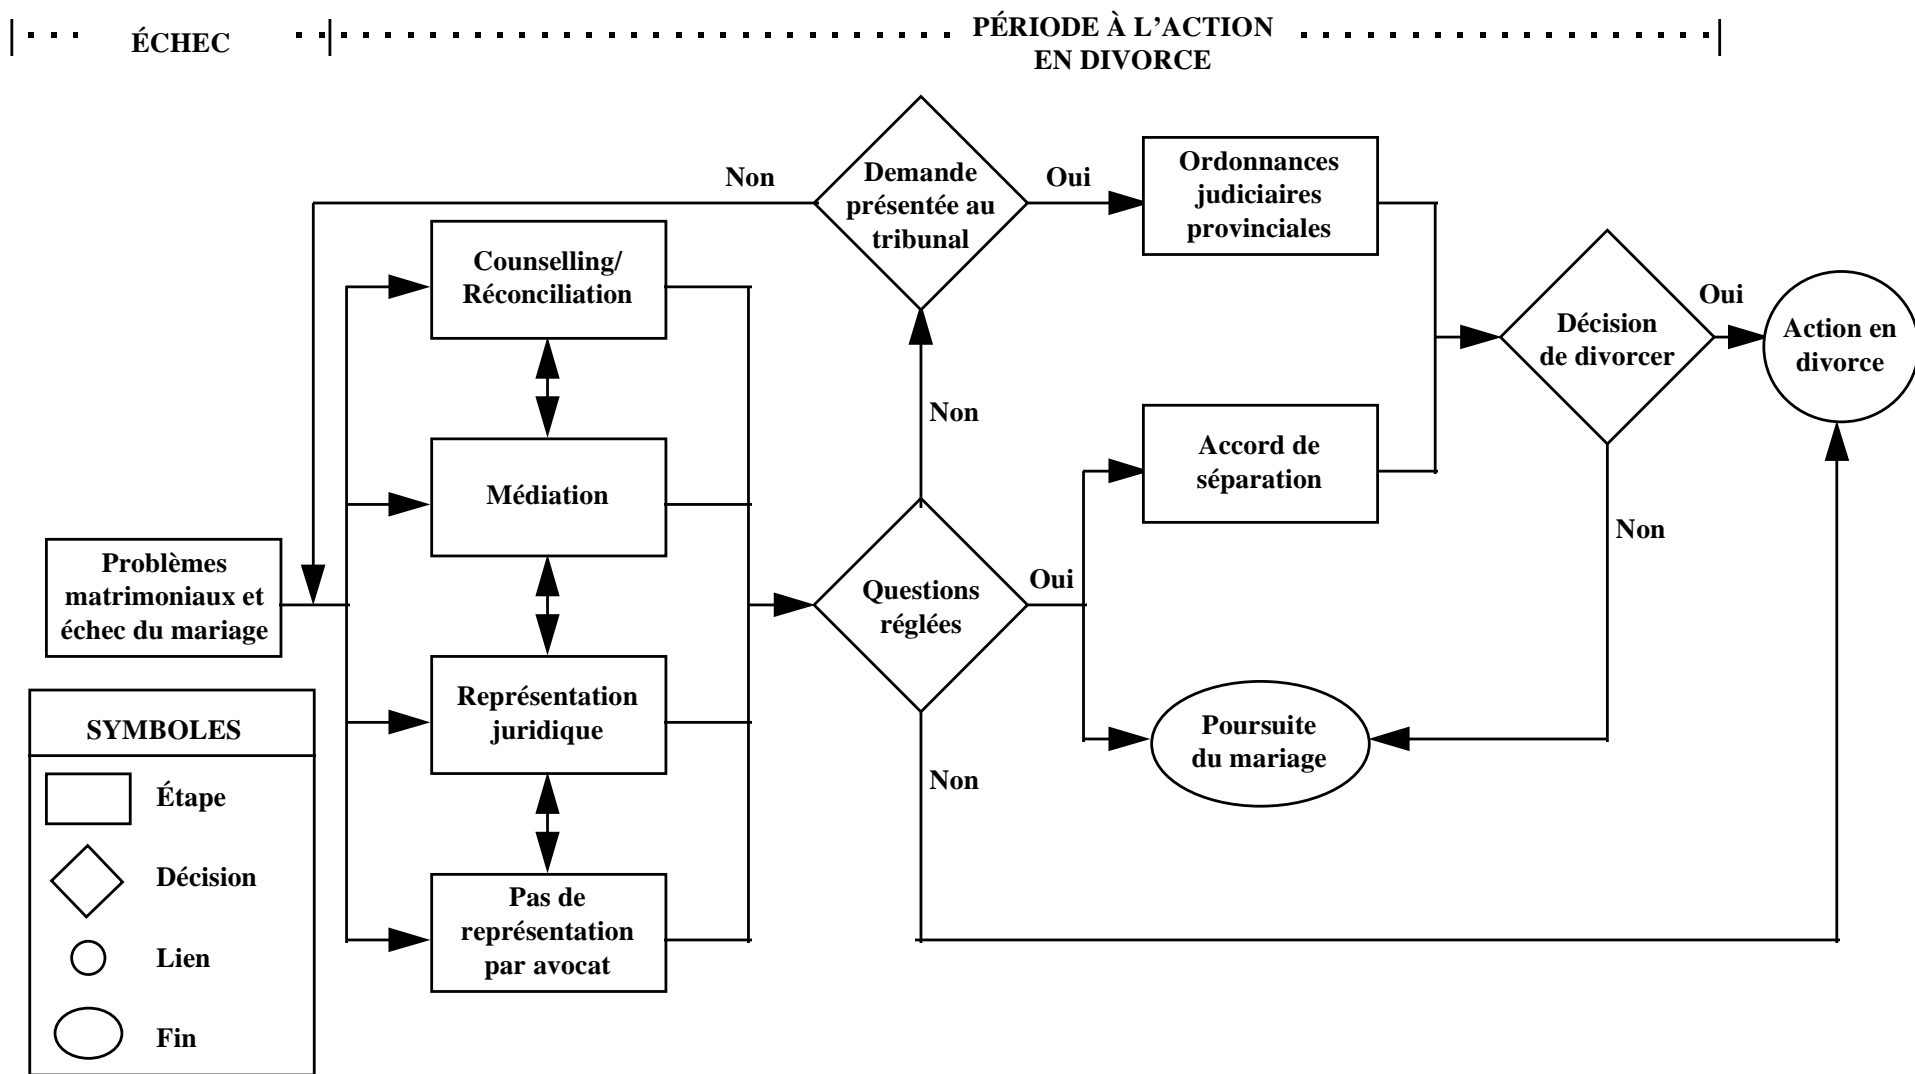 ÉCHEC
PÉRIODE À L’ACTION
EN DIVORCE
Non
Demande
présentée au
tribunal
Oui
Ordonnances
judiciaires
provinciales
Counselling/
Réconciliation
Décision
de divorcer
Oui
Action en
divorce
Non
Accord de
séparation
Médiation
Non
Problèmes
matrimoniaux et
échec du mariage
Questions
réglées
Oui
Représentation
juridique
Poursuite
du mariage
Non
Pas de
représentation
par avocat
SYMBOLES
Étape
Décision
Lien
Fin